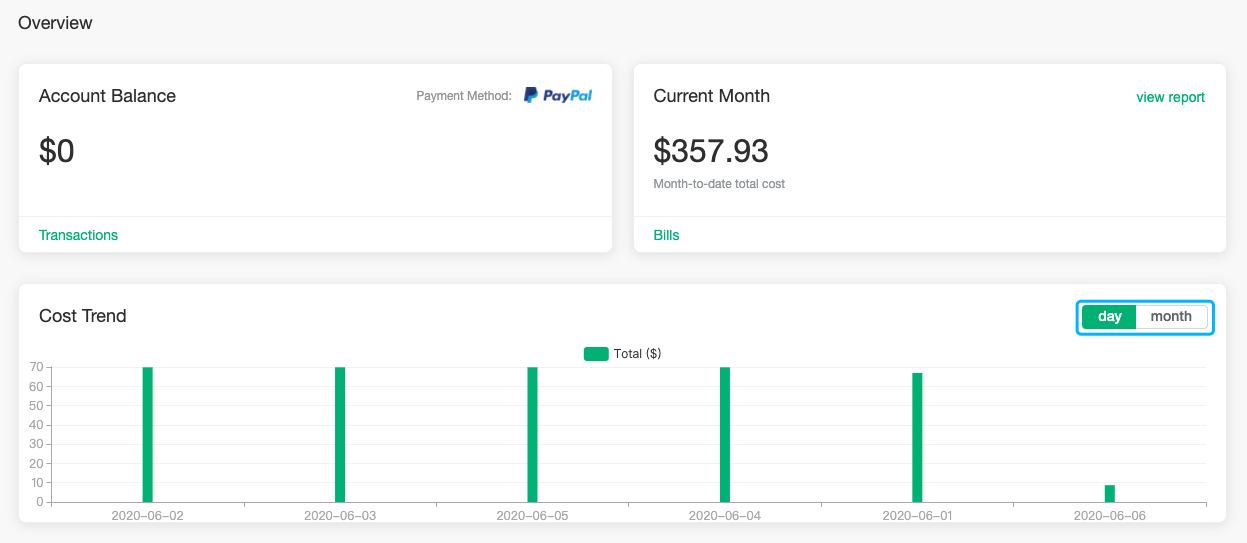 Overview
Account Balance
Payment Method: PayPal
$0
Transactions
Current Month
view report
$357.93
Month-to-date total cost
Bills
Cost Trend
day month
Total ($)
70
60
50
40
30
20
10
0
2020-06-02 2020-06-03 2020-06-05 2020-06-04 2020-06-01 2020-06-06